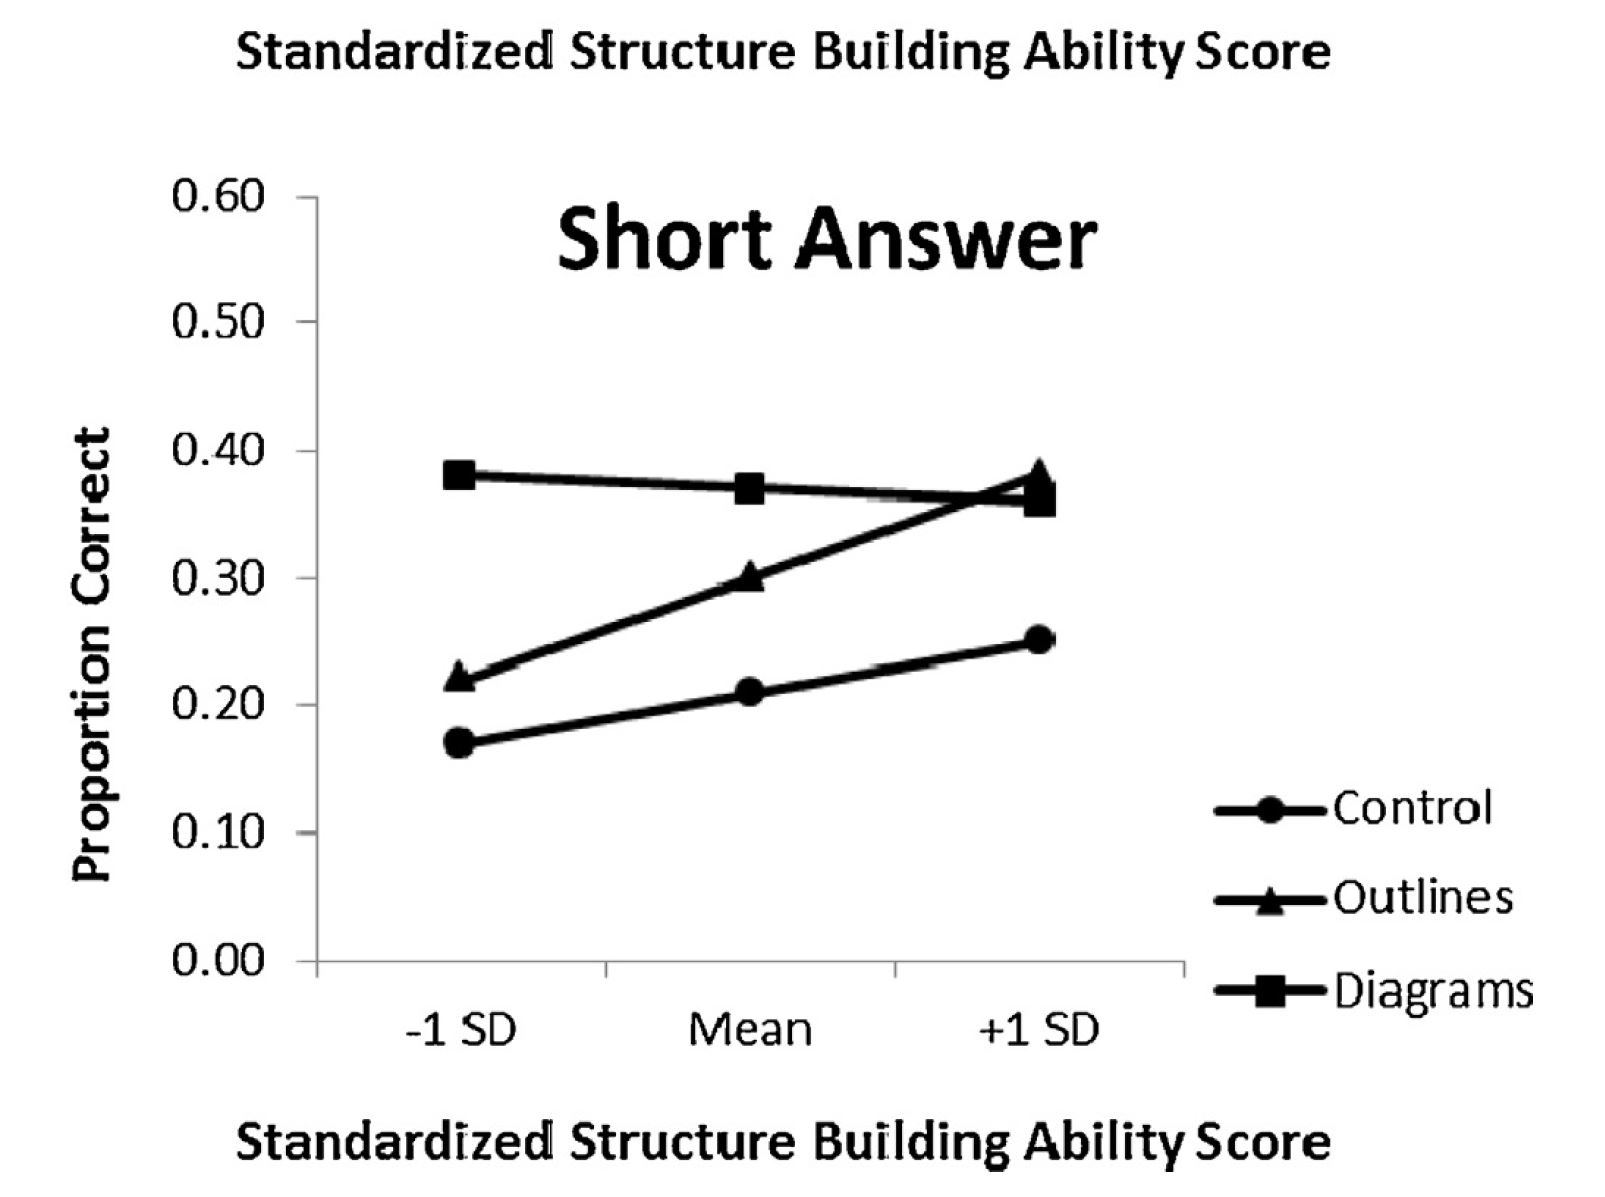 Standardized Structure Building Ability Score
Short Answer
0.60
0.50
0.40
0.30
0.20
0.10
0.00
Proportion Correct
-1 SD Mean +1 SD
Control
Outlines
Diagrams
Standardized Structure Building Ability Score